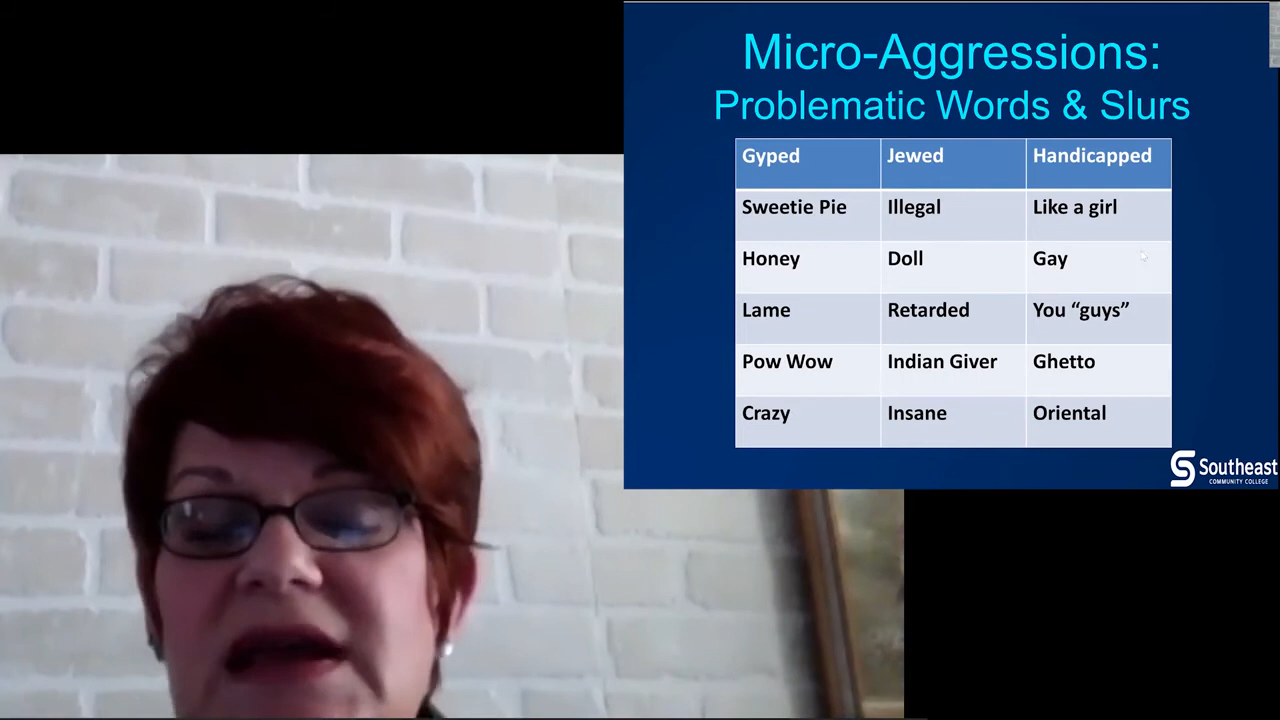 Micro-Aggressions:
Problematic Words & Slurs
Gyped Jewed Handicapped
Sweetie Pie Illegal Like a girl
Honey Doll Gay
Lame Retarded You “guys”
Pow Wow Indian Giver Ghetto
Crazy Insane Oriental
Southeast
COMMUNITY COLLEGE